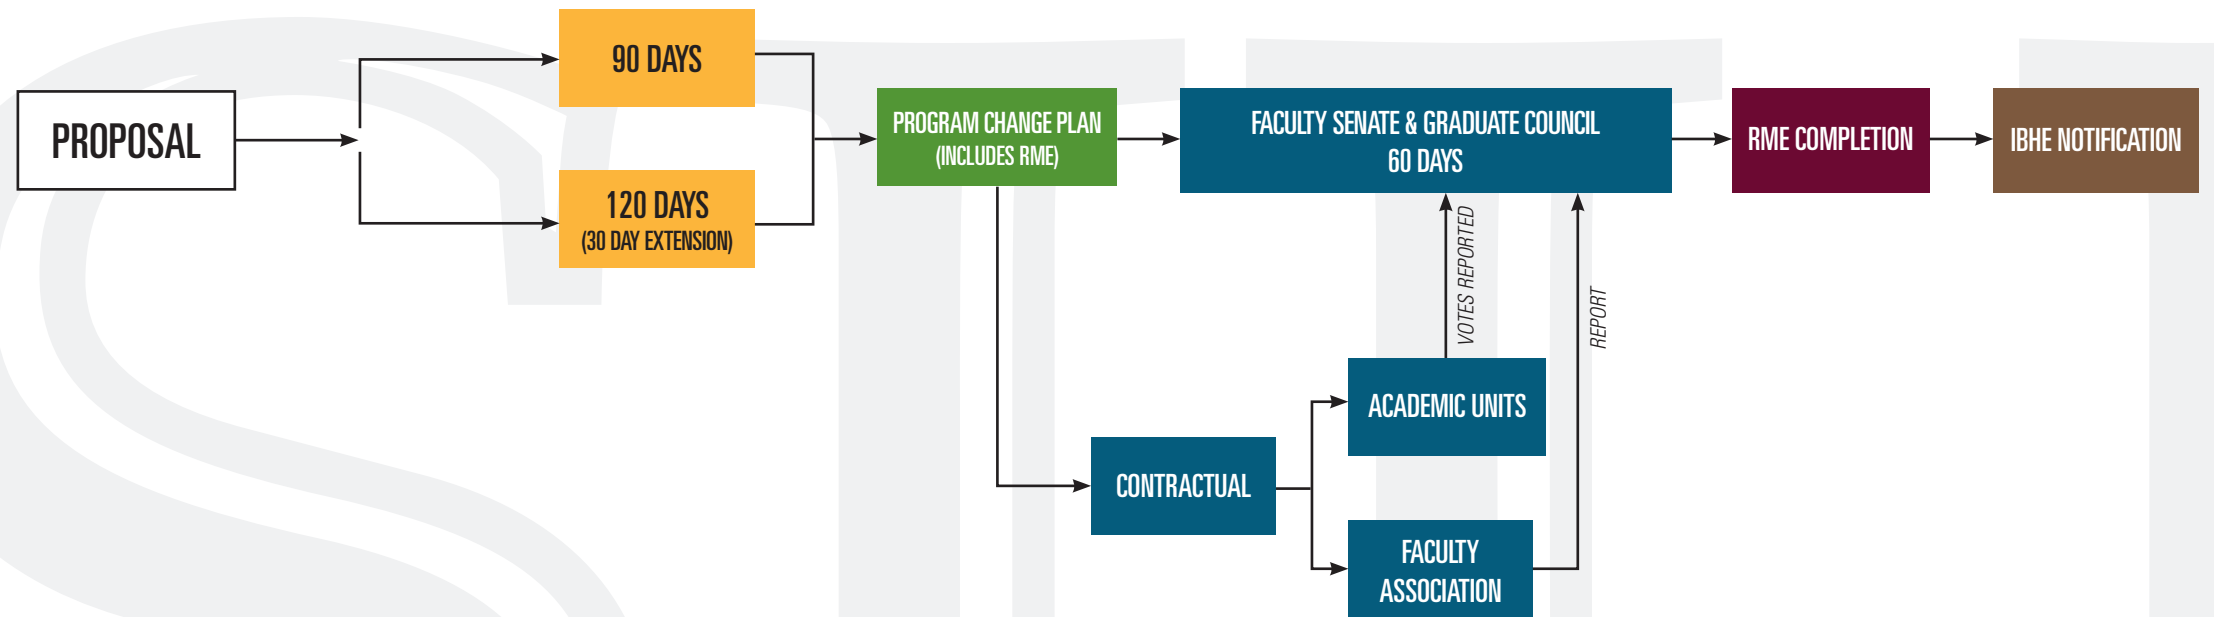 PROPOSAL
90 DAYS
120 DAYS
(30 DAY EXTENSION)
PROGRAM CHANGE PLAN
(INCLUDES RME)
FACULTY SENATE & GRADUATE COUNCIL
60 DAYS
RME COMPLETION
IBHE NOTIFICATION
VOTES REPORTED
REPORT
ACADEMIC UNITS
CONTRACTUAL
FACULTY
ASSOCIATION